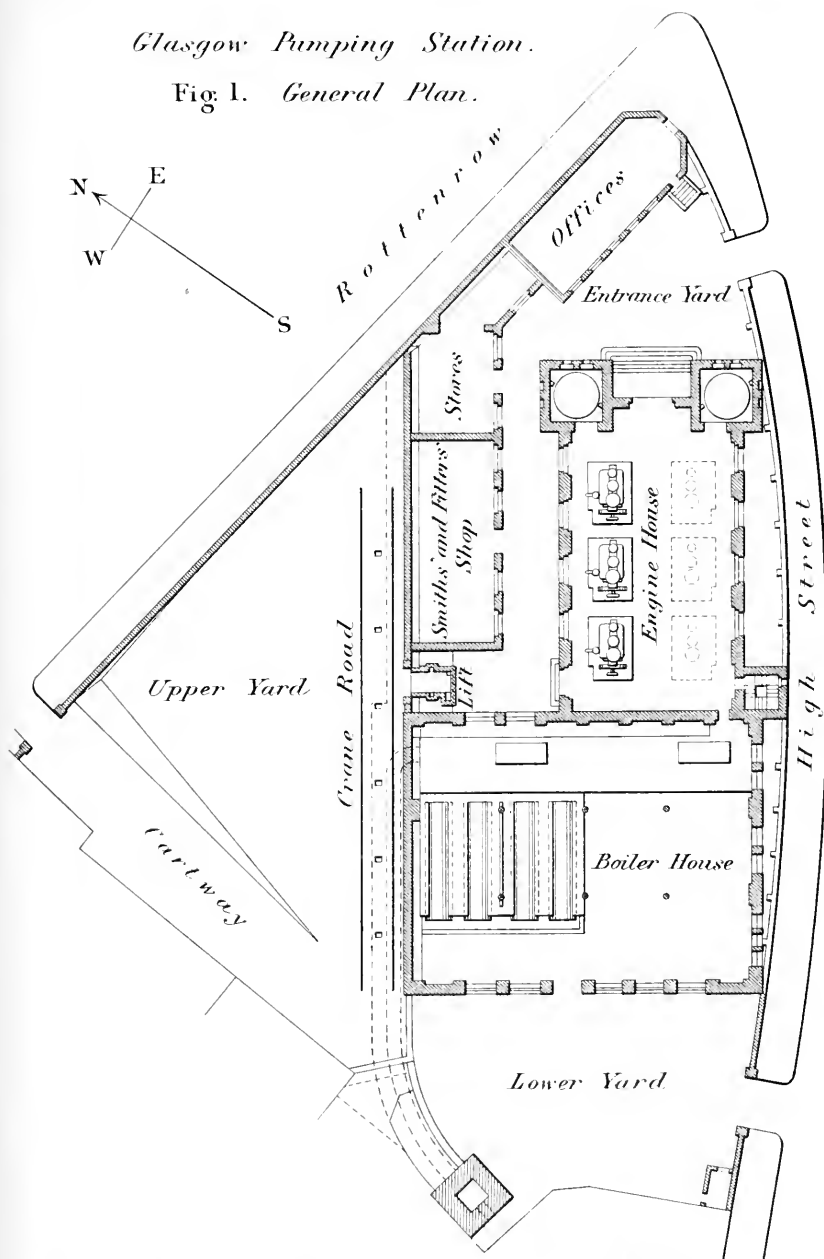 Glasgow Pumping Station.
Fig. 1. General Plan.
N
E
W
S
Rottenrow
Offices
Entrance Yard
Stores
Smiths' and Fitters'
Shop
Engine House
High Street
Upper Yard
Crane Road
Lift
Cartway
Boiler House
Lower Yard